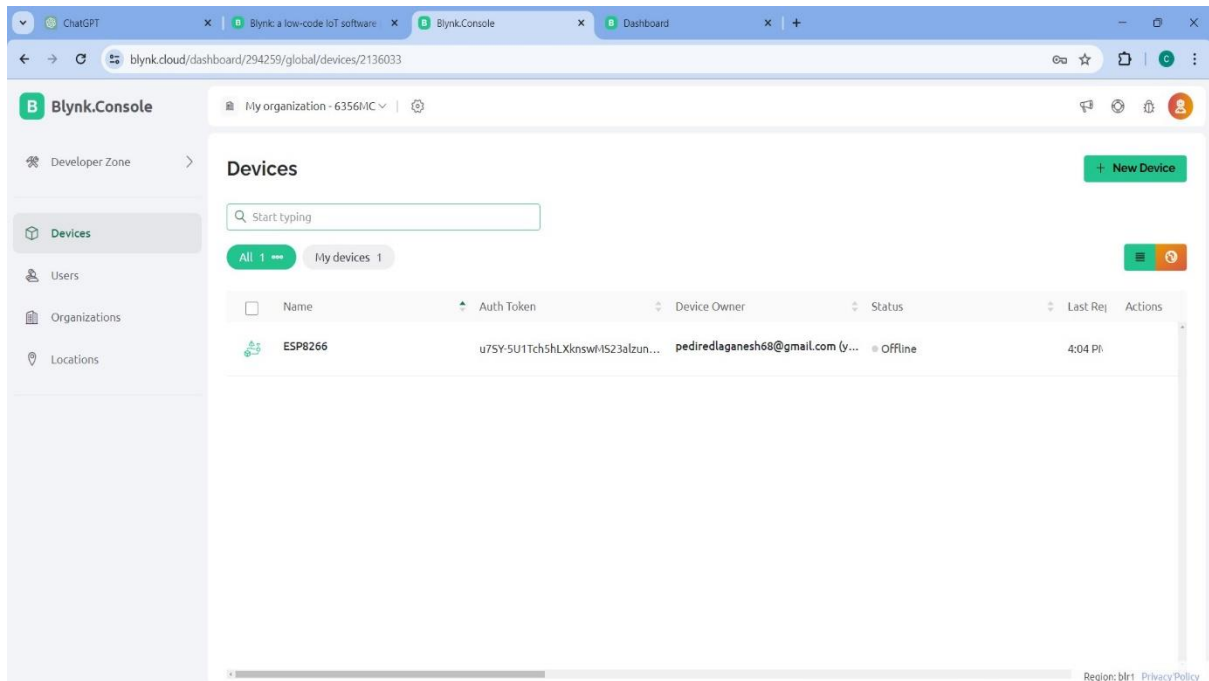 ChatGPT
Blynk: a low-code IoT software
Blynk.Console
Dashboard
blynk.cloud/dashboard/294259/global/devices/2136033
C
B Blynk.Console
My organization - 6356MC
Developer Zone
Devices
+ New Device
Start typing
Devices
All 1
My devices 1
Users
Name Auth Token Device Owner Status Last Rep Actions
Organizations
ESP8266 u7SY-5U1Tch5hLXknswMS23alzun... pediredlaganesh68@gmail.com (y... Offline 4:04 PM
Locations
Region: blr1 Privacy Policy